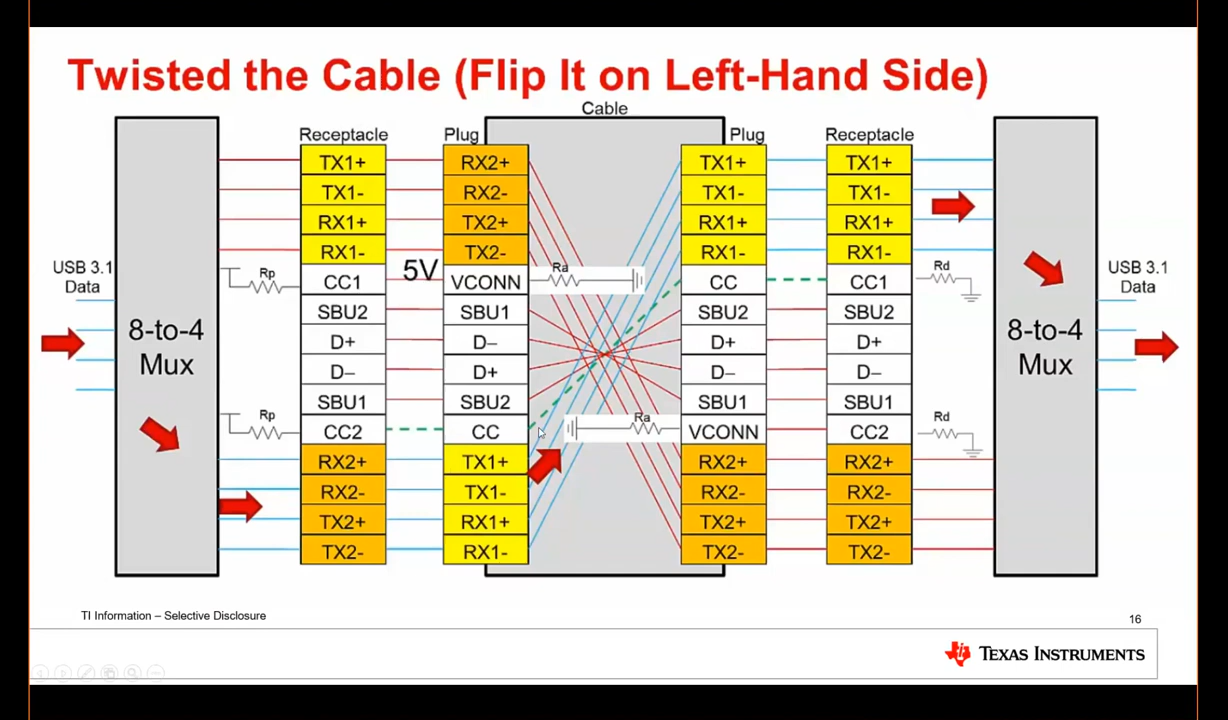 Twisted the Cable (Flip It on Left-Hand Side)
Cable
Receptacle Plug Plug Receptacle
TX1+ RX2+ TX1+ TX1+
TX1- RX2- TX1- TX1-
RX1+ TX2+ RX1+ RX1+
RX1- TX2- RX1- RX1-
USB 3.1 Data
8-to-4 Mux
Rp CC1 5V VCONN Ra CC CC1 Rd
SBU2 SBU1 SBU2 SBU2
D+ D– D+ D+
D– D+ D– D–
SBU1 SBU2 SBU1 SBU1
Rp CC2 CC Ra VCONN CC2 Rd
RX2+ TX1+ RX2+ RX2+
RX2- TX1- RX2- RX2-
TX2+ RX1+ TX2+ TX2+
TX2- RX1- TX2- TX2-
8-to-4 Mux
USB 3.1 Data
TI Information – Selective Disclosure
16
TEXAS INSTRUMENTS